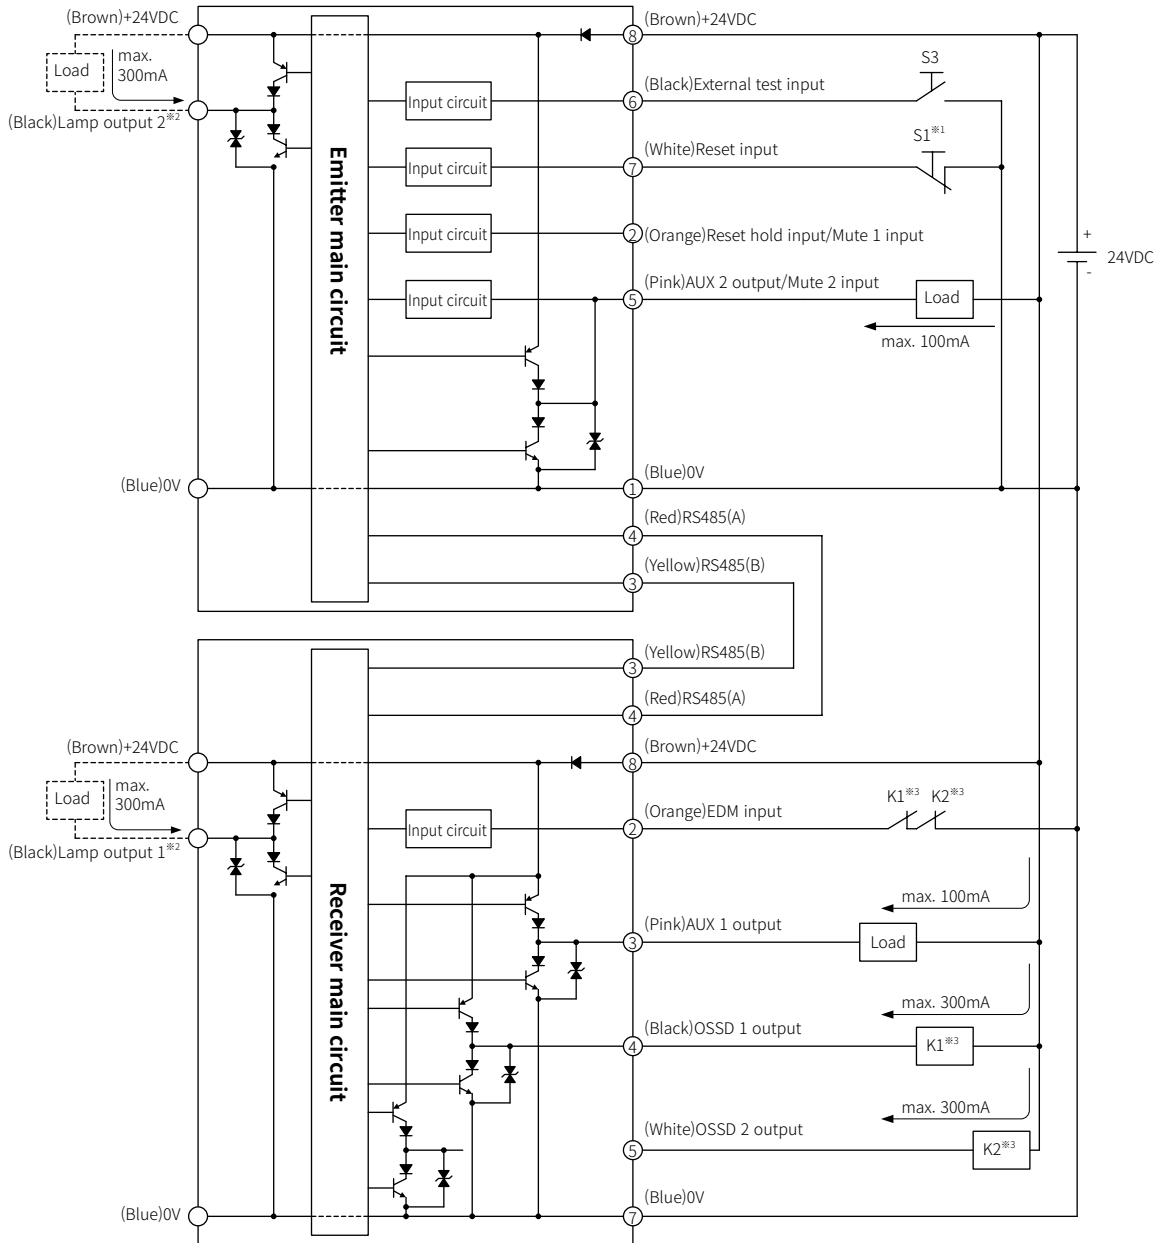 (Brown)+24VDC
Load
max.
300mA
(Black)Lamp output 2※2
(Blue)0V
Emitter main circuit
Input circuit
Input circuit
Input circuit
Input circuit
8
(Brown)+24VDC
6
(Black)External test input
S3
7
(White)Reset input
S1※1
2
(Orange)Reset hold input/Mute 1 input
5
(Pink)AUX 2 output/Mute 2 input
Load
max. 100mA
+
24VDC
-
1
(Blue)0V
4
(Red)RS485(A)
3
(Yellow)RS485(B)
3
(Yellow)RS485(B)
4
(Red)RS485(A)
(Brown)+24VDC
Load
max.
300mA
(Black)Lamp output 1※2
(Blue)0V
Receiver main circuit
Input circuit
8
(Brown)+24VDC
2
(Orange)EDM input
K1※3
K2※3
max. 100mA
3
(Pink)AUX 1 output
Load
max. 300mA
4
(Black)OSSD 1 output
K1※3
max. 300mA
5
(White)OSSD 2 output
K2※3
7
(Blue)0V